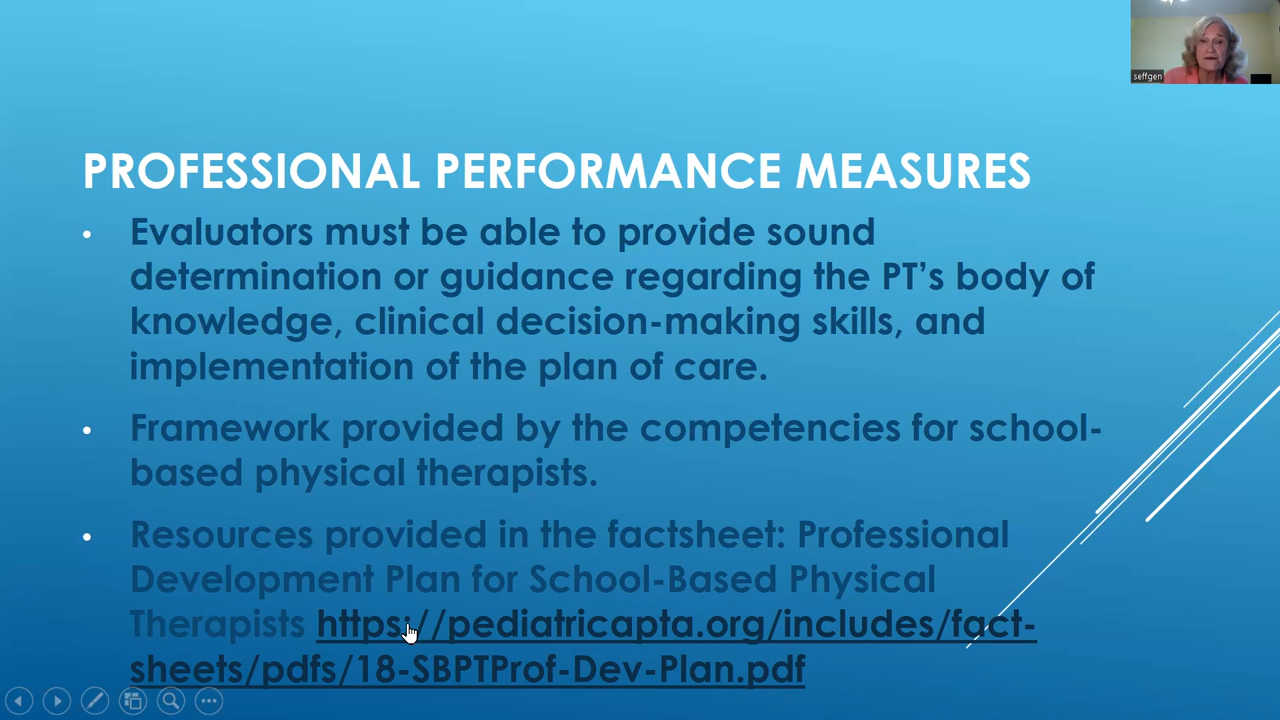 seffgen
PROFESSIONAL PERFORMANCE MEASURES
• Evaluators must be able to provide sound
determination or guidance regarding the PT’s body of
knowledge, clinical decision-making skills, and
implementation of the plan of care.
• Framework provided by the competencies for school-
based physical therapists.
• Resources provided in the factsheet: Professional
Development Plan for School-Based Physical
Therapists https://pediatricapta.org/includes/fact-
sheets/pdfs/18-SBPTProf-Dev-Plan.pdf